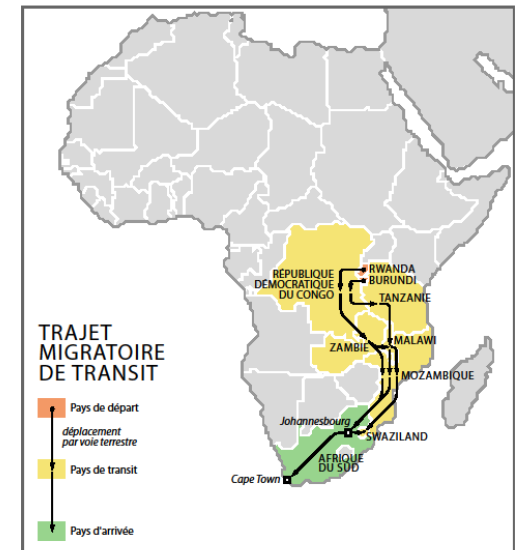 RWANDA
BURUNDI
RÉPUBLIQUE
DÉMOCRATIQUE
DU CONGO
TANZANIE
ZAMBIE
MALAWI
MOZAMBIQUE
Johannesbourg
SWAZILAND
AFRIQUE
DU SUD
Cape Town
TRAJET
MIGRATOIRE
DE TRANSIT
Pays de départ
déplacement
par voie terrestre
Pays de transit
Pays d'arrivée